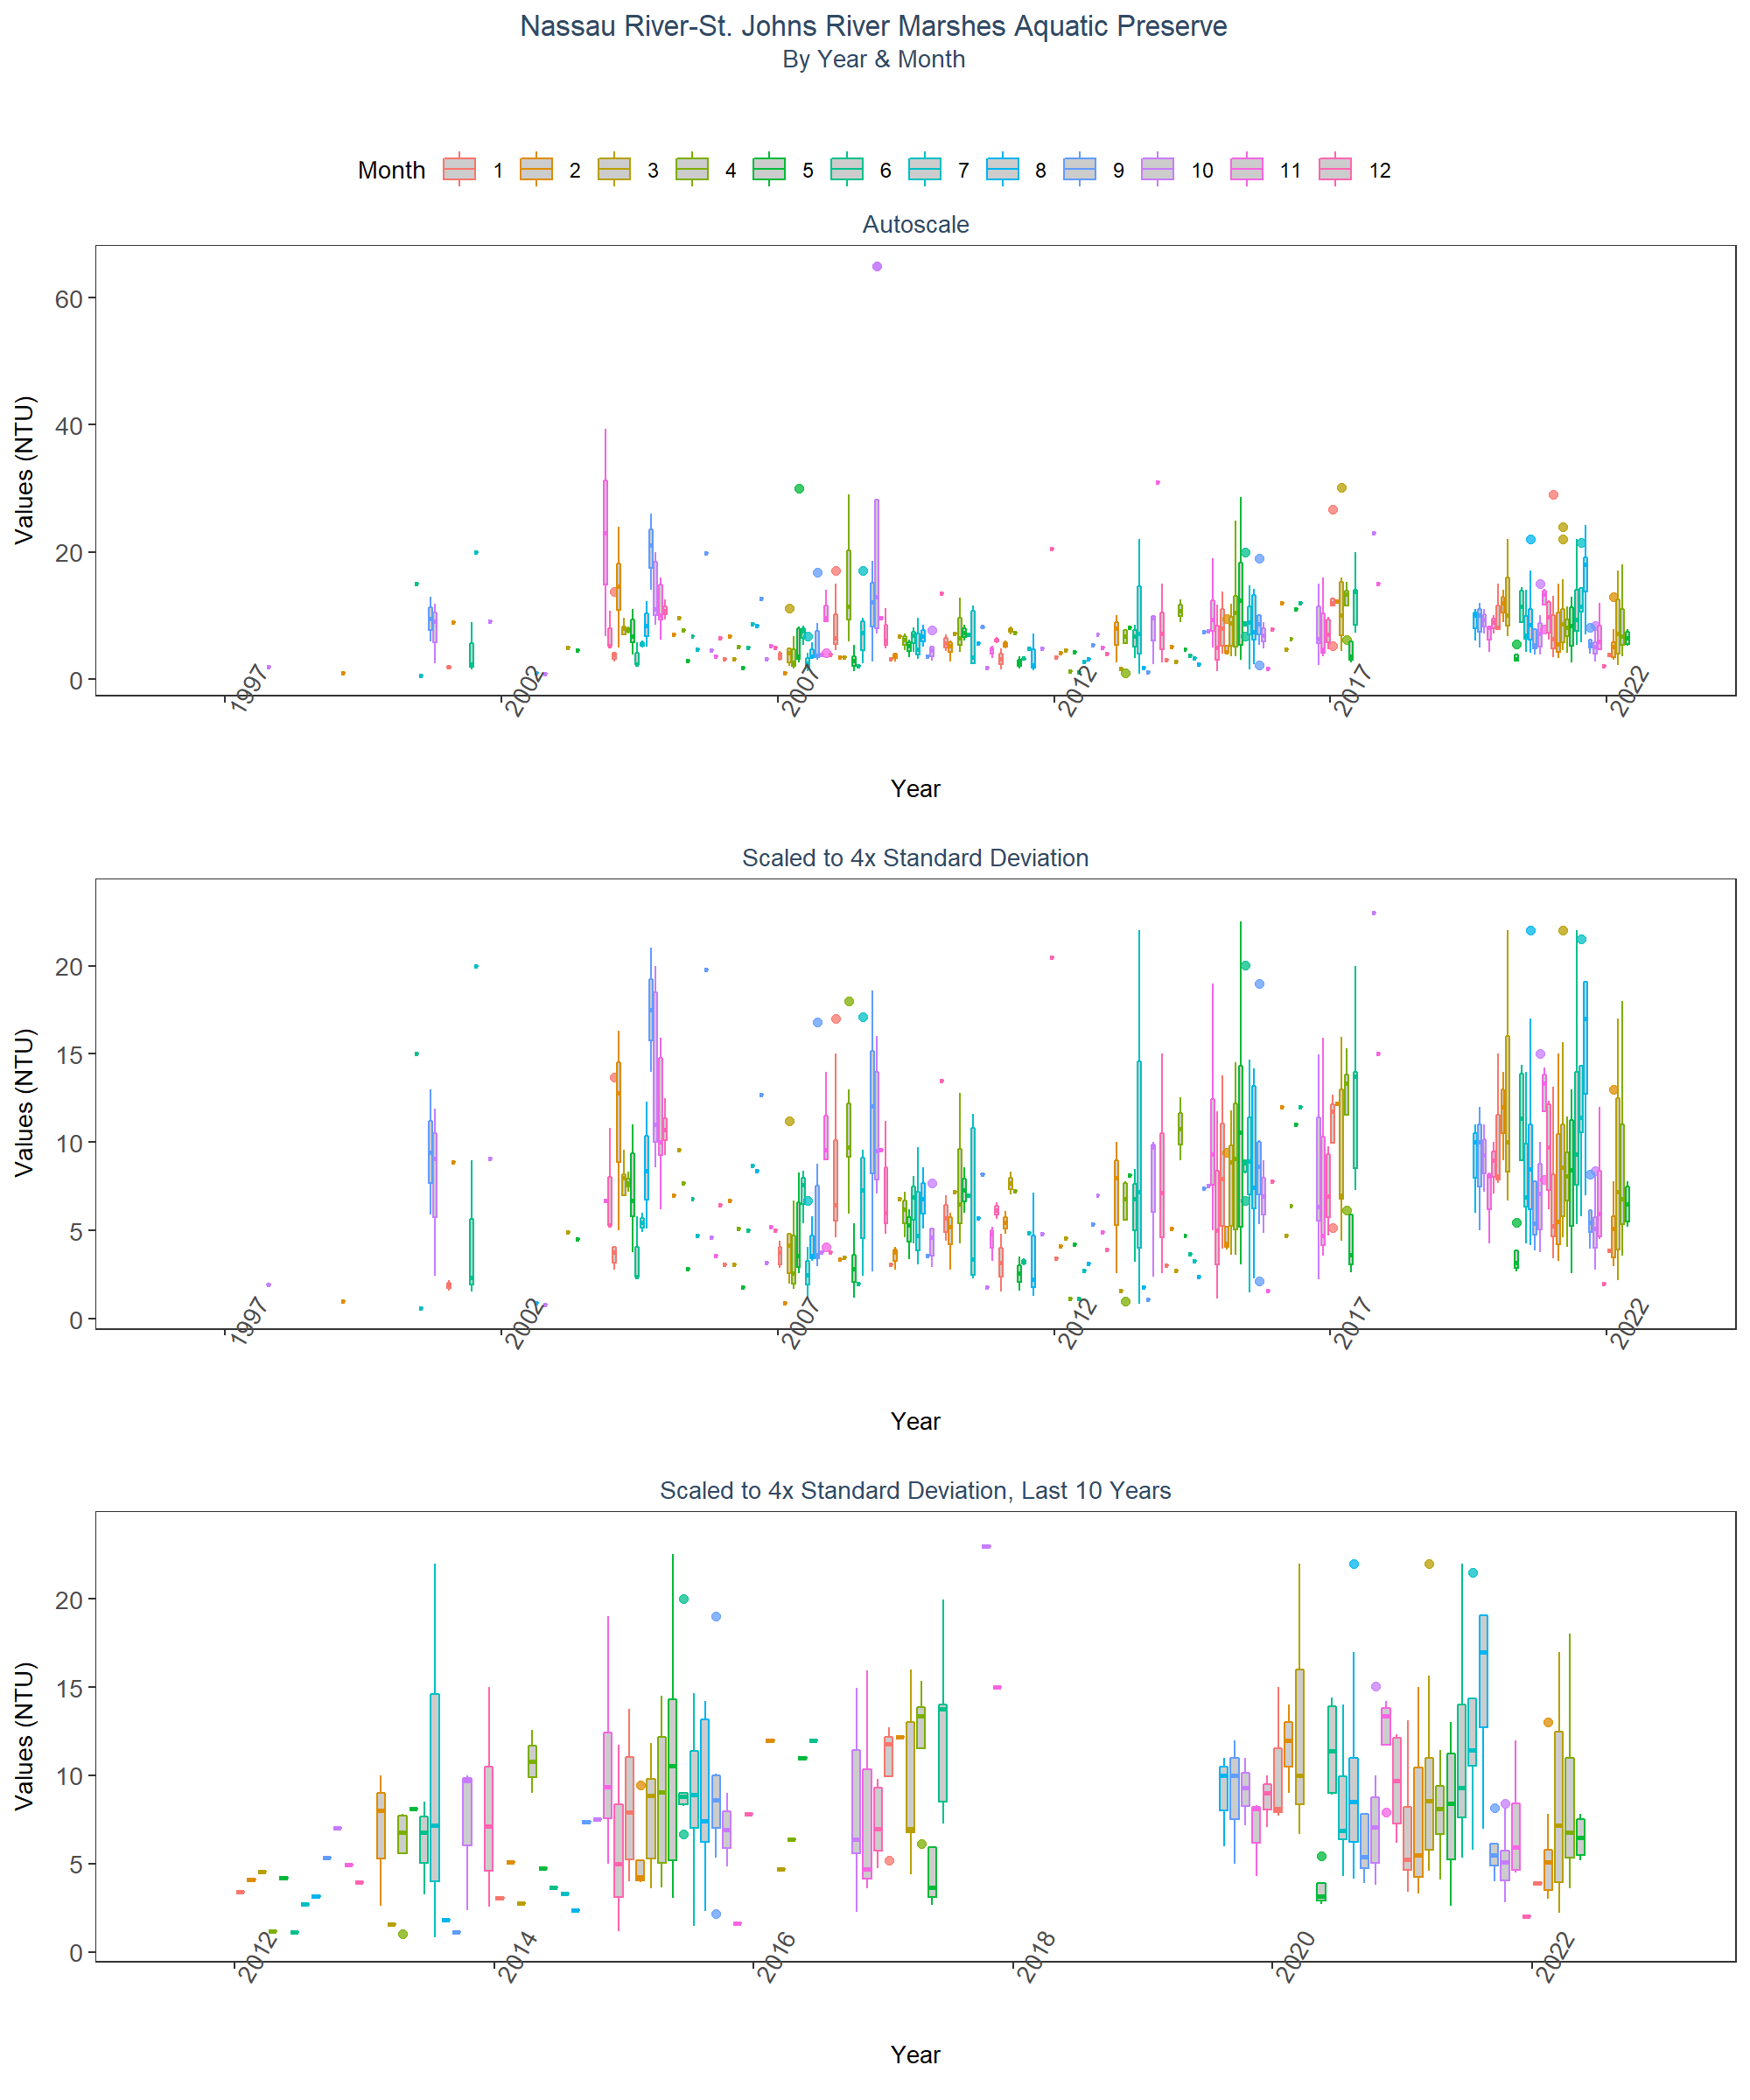 Nassau River-St. Johns River Marshes Aquatic Preserve
By Year & Month
Month 1 2 3 4 5 6 7 8 9 10 11 12
Autoscale
Values (NTU)
60
40
20
0
1997 2002 2007 2012 2017 2022
Year
Scaled to 4x Standard Deviation
Values (NTU)
20
15
10
5
0
1997 2002 2007 2012 2017 2022
Year
Scaled to 4x Standard Deviation, Last 10 Years
Values (NTU)
20
15
10
5
0
2012 2014 2016 2018 2020 2022
Year